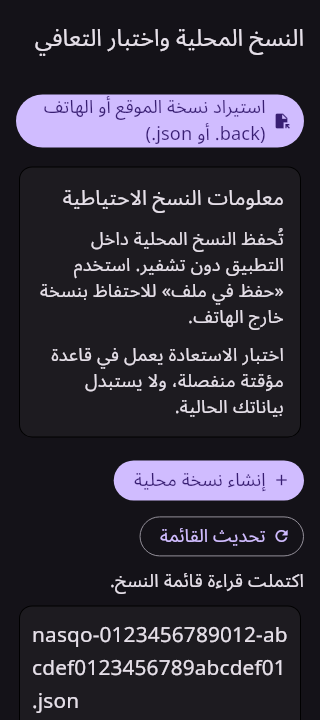 النسخ المحلية واختبار التعافي
استيراد نسخة الموقع أو الهاتف
(.back أو .json)
معلومات النسخ الاحتياطية
تُحفظ النسخ المحلية داخل
التطبيق دون تشفير. استخدم
«حفظ في ملف» للاحتفاظ بنسخة
خارج الهاتف.
اختبار الاستعادة يعمل في قاعدة
مؤقتة منفصلة، ولا يستبدل
بياناتك الحالية.
إنشاء نسخة محلية
تحديث القائمة
اكتملت قراءة قائمة النسخ.
nasqo-0123456789012-ab
cdef0123456789abcdef01
.json